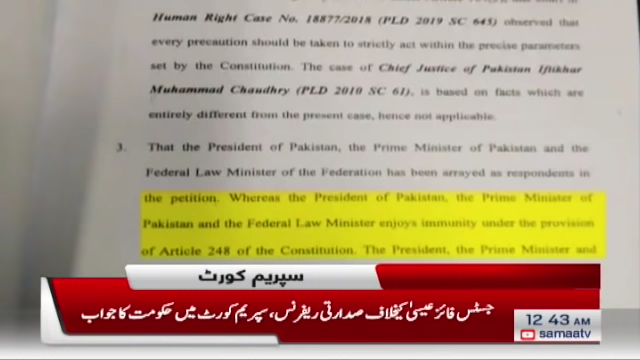 Human Right Case No. 18877/2018 (PLD 2019 SC 645) observed that
every precaution should be taken to strictly act within the precise parameters
set by the Constitution. The case of Chief Justice of Pakistan Iftikhar
Muhammad Chaudhry (PLD 2010 SC 61), is based on facts which are
entirely different from the present case, hence not applicable.
3. That the President of Pakistan, the Prime Minister of Pakistan and the
Federal Law Minister of the Federation has been arrayed as respondents in
the petition. Whereas the President of Pakistan, the Prime Minister of
Pakistan and the Federal Law Minister enjoys immunity under the provision
of Article 248 of the Constitution. The President, the Prime Minister and
سپریم کورٹ
جسٹس فائز عیسیٰ کیخلاف صدارتی ریفرنس، سپریم کورٹ میں حکومت کا جواب
12 43 AM
samaatv